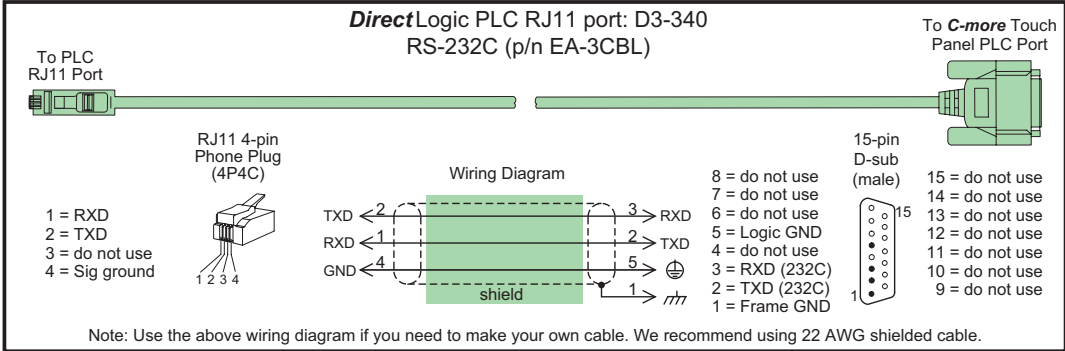 DirectLogic PLC RJ11 port: D3-340
RS-232C (p/n EA-3CBL)
To PLC
RJ11 Port
To C-more Touch
Panel PLC Port
RJ11 4-pin
Phone Plug
(4P4C)
1 = RXD
2 = TXD
3 = do not use
4 = Sig ground
1 2 3 4
Wiring Diagram
TXD 2 3 RXD
RXD 1 2 TXD
GND 4 5
1
shield
8 = do not use
7 = do not use
6 = do not use
5 = Logic GND
4 = do not use
3 = RXD (232C)
2 = TXD (232C)
1 = Frame GND
15-pin
D-sub
(male)
15
1
15 = do not use
14 = do not use
13 = do not use
12 = do not use
11 = do not use
10 = do not use
9 = do not use
Note: Use the above wiring diagram if you need to make your own cable. We recommend using 22 AWG shielded cable.